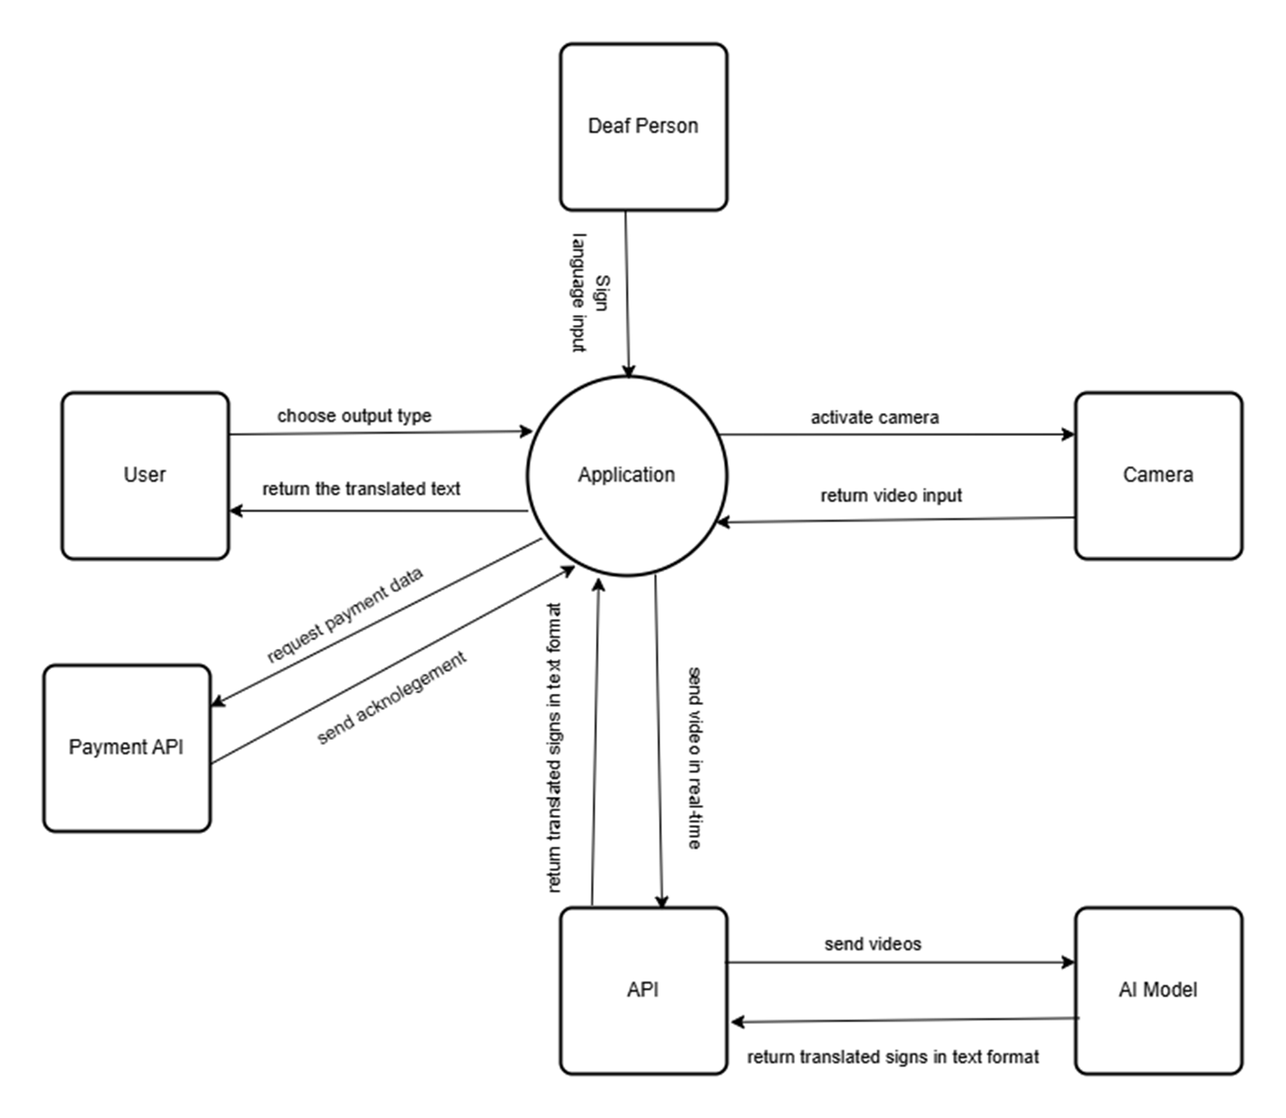 Deaf Person
Sign
language input
choose output type
activate camera
User
Application
Camera
return the translated text
return video input
request payment data
send acknolegement
Payment API
return translated signs in text format
send video in real-time
send videos
API
AI Model
return translated signs in text format